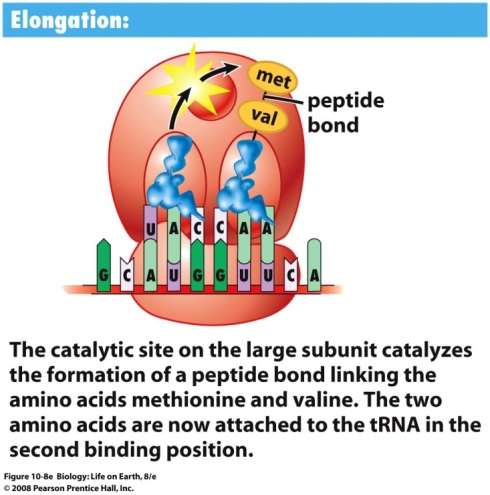 Elongation:
met
peptide
val
bond
U A C C A A
G C A U G G U U C A
The catalytic site on the large subunit catalyzes
the formation of a peptide bond linking the
amino acids methionine and valine. The two
amino acids are now attached to the tRNA in the
second binding position.
Figure 10-8e Biology: Life on Earth, 8/e
© 2008 Pearson Prentice Hall, Inc.